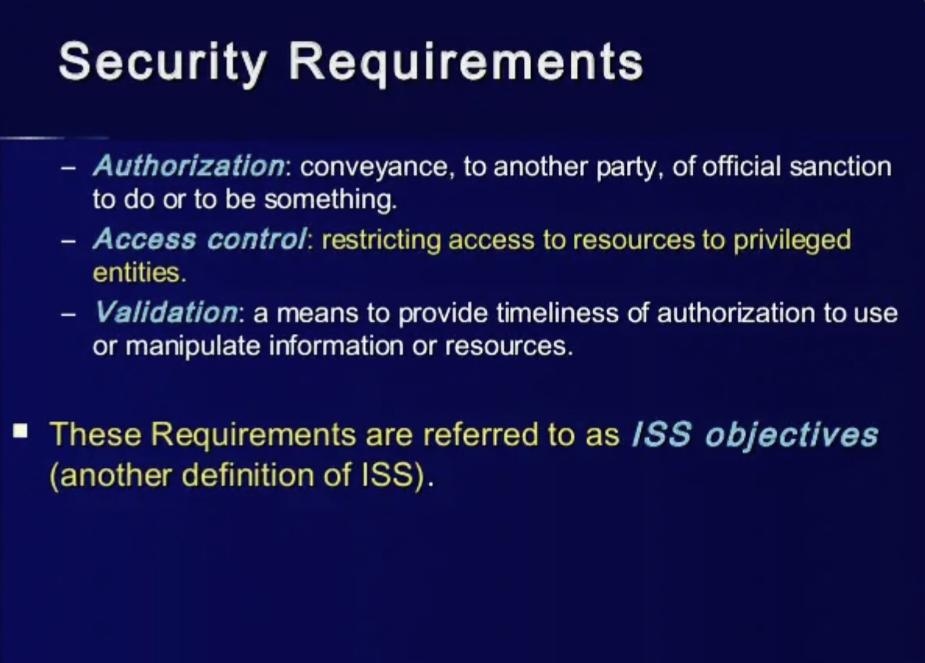 Security Requirements
– Authorization: conveyance, to another party, of official sanction
to do or to be something.
– Access control: restricting access to resources to privileged
entities.
– Validation: a means to provide timeliness of authorization to use
or manipulate information or resources.
■ These Requirements are referred to as ISS objectives
(another definition of ISS).